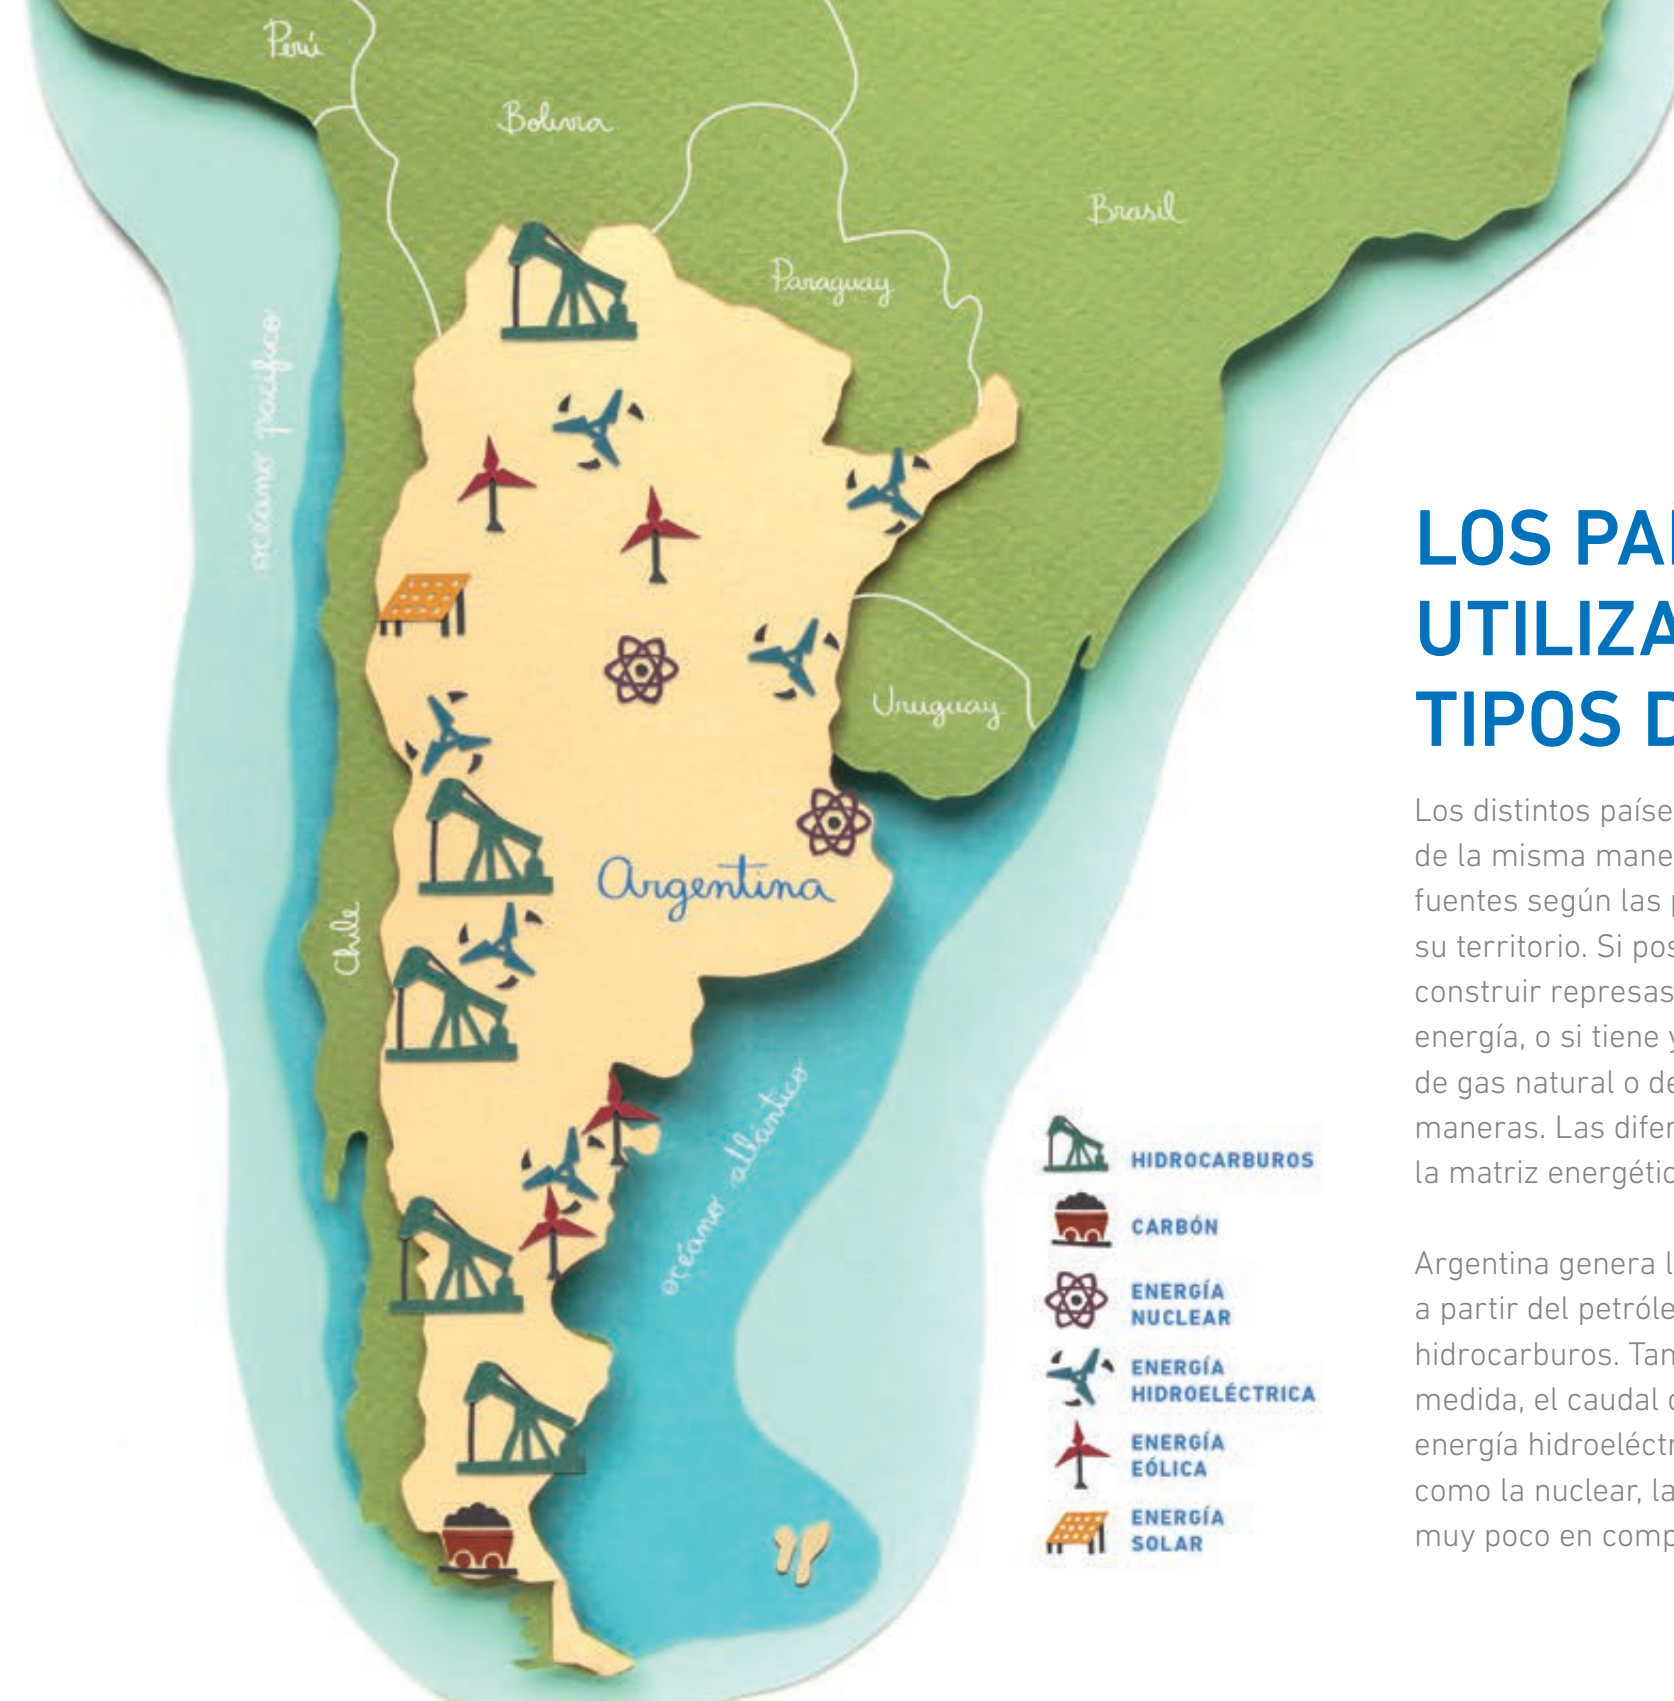 Perú
Bolivia
Brasil
Paraguay
océano pacífico
Uruguay
Argentina
Chile
océano atlántico
HIDROCARBUROS
CARBÓN
ENERGÍA
NUCLEAR
ENERGÍA
HIDROELÉCTRICA
ENERGÍA
EÓLICA
ENERGÍA
SOLAR
LOS PAÍ
UTILIZA
TIPOS D
Los distintos paíse
de la misma mane
fuentes según las p
su territorio. Si pos
construir represas
energía, o si tiene y
de gas natural o de
maneras. Las difer
la matriz energétic
Argentina genera l
a partir del petróle
hidrocarburos. Tan
medida, el caudal d
energía hidroeléctr
como la nuclear, la
muy poco en comp